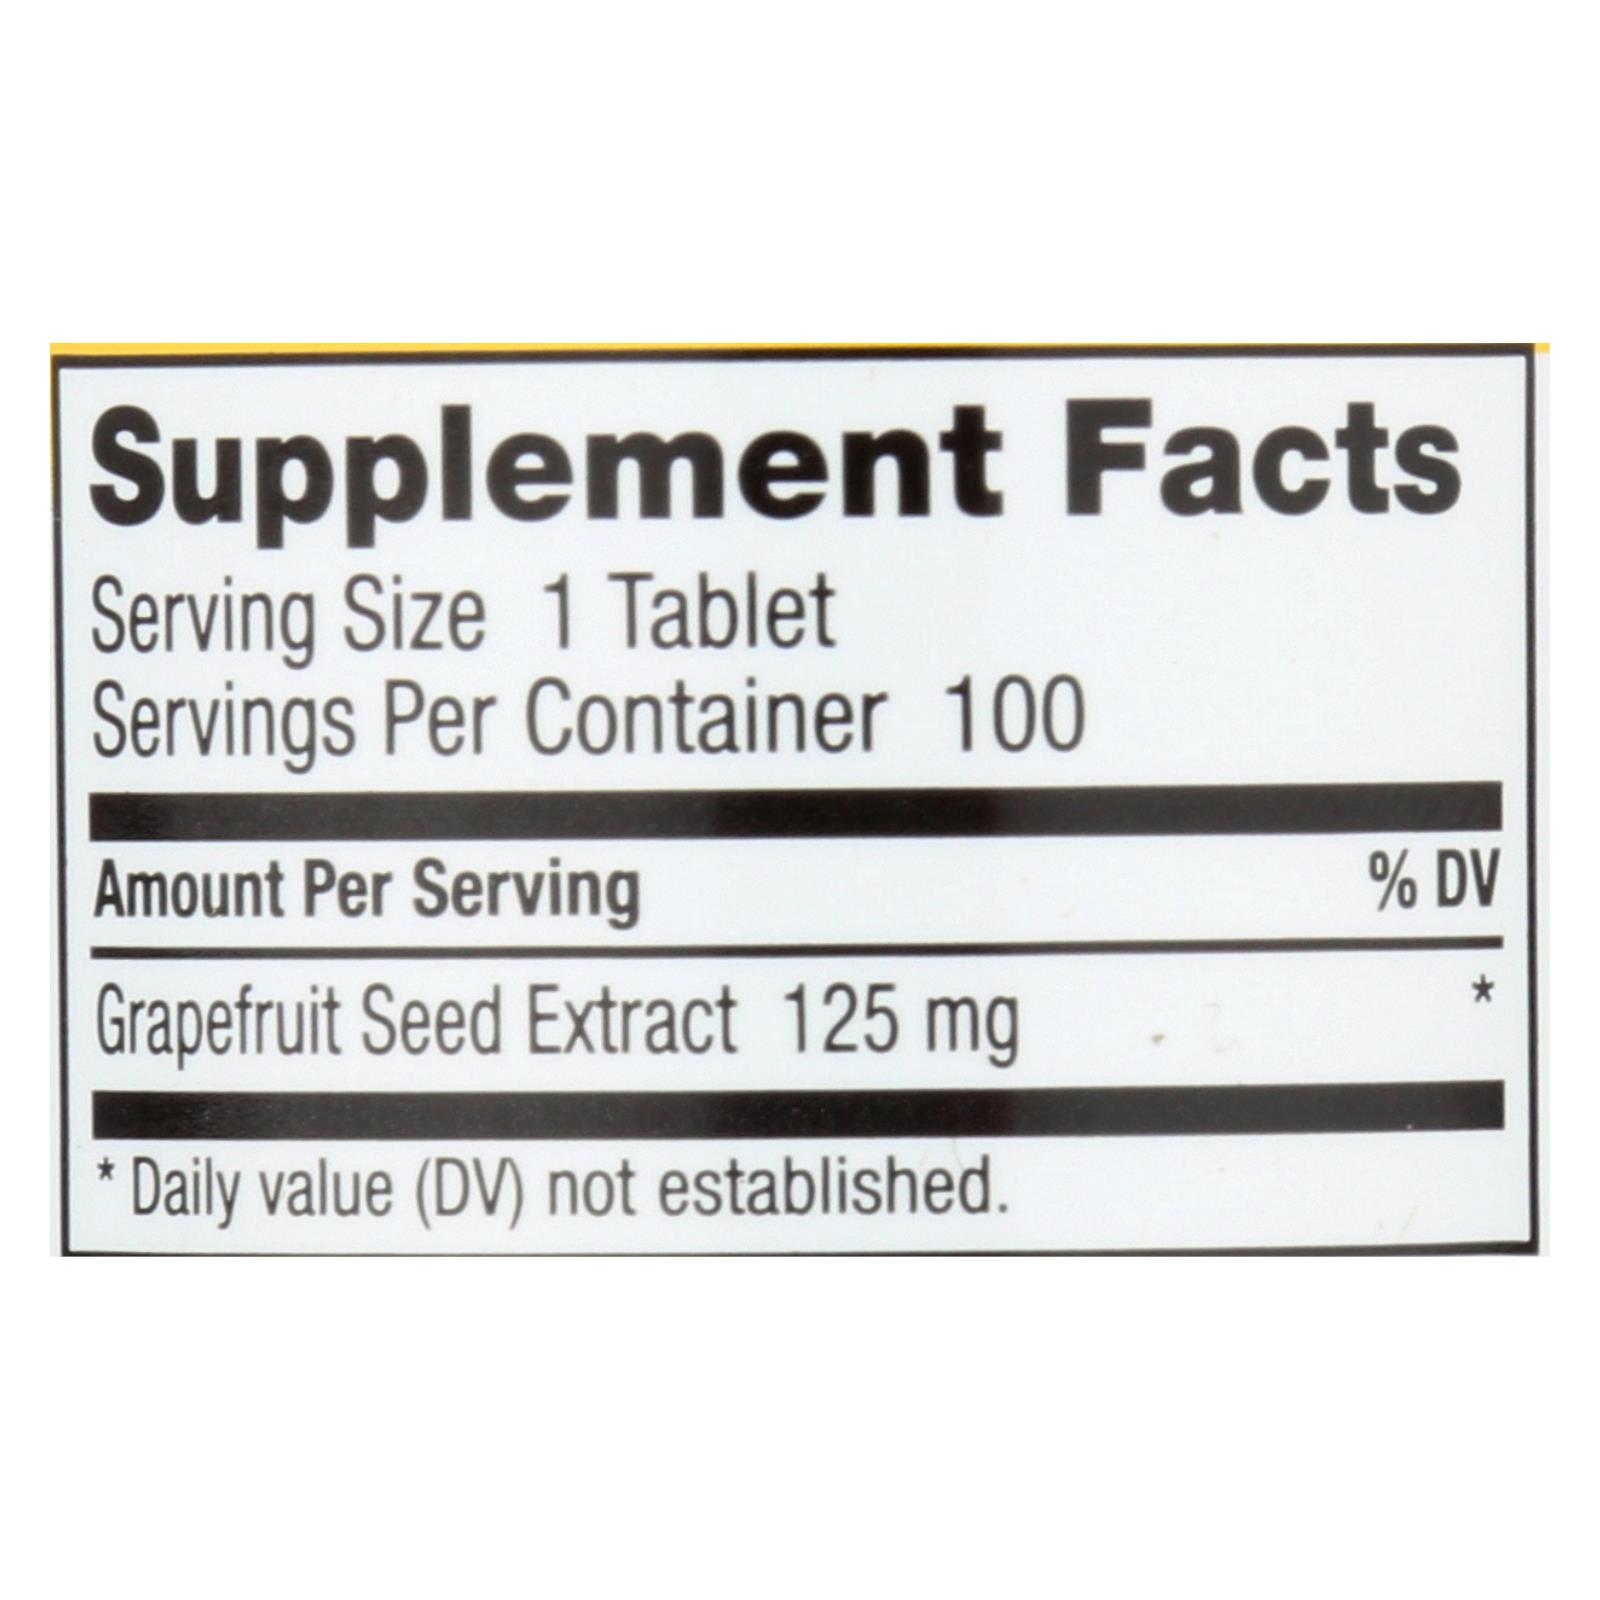 Supplement Facts
Serving Size 1 Tablet
Servings Per Container 100
Amount Per Serving % DV
Grapefruit Seed Extract 125 mg *
* Daily value (DV) not established.